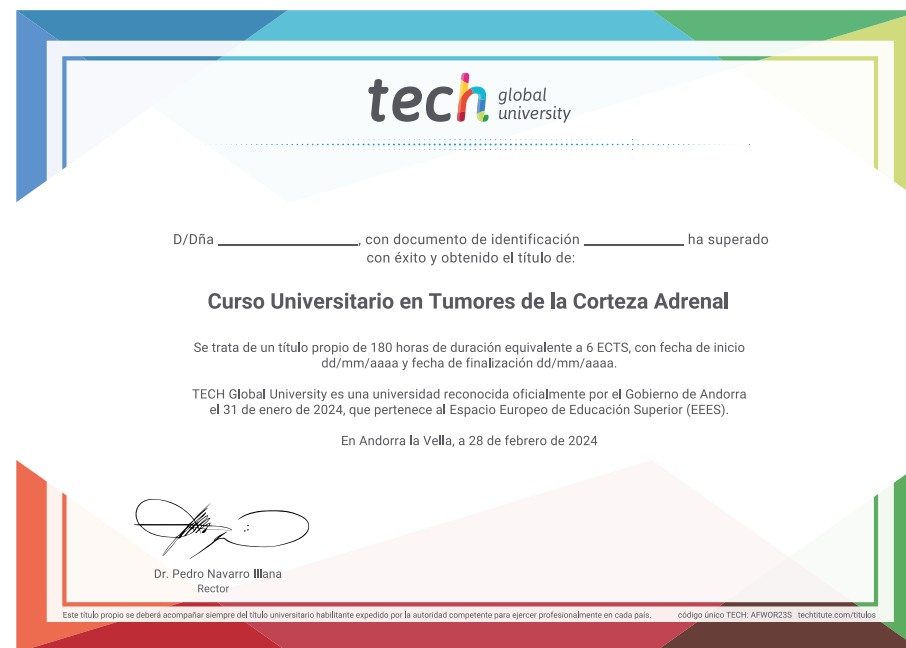 tech global university
D/Dña ____________________, con documento de identificación ______________ ha superado
con éxito y obtenido el título de:
Curso Universitario en Tumores de la Corteza Adrenal
Se trata de un título propio de 180 horas de duración equivalente a 6 ECTS, con fecha de inicio
dd/mm/aaaa y fecha de finalización dd/mm/aaaa.
TECH Global University es una universidad reconocida oficialmente por el Gobierno de Andorra
el 31 de enero de 2024, que pertenece al Espacio Europeo de Educación Superior (EEES).
En Andorra la Vella, a 28 de febrero de 2024
Dr. Pedro Navarro Illana
Rector
Este título propio se deberá acompañar siempre del título universitario habilitante expedido por la autoridad competente para ejercer profesionalmente en cada país. código único TECH: AFWOR23S techtitute.com/titulos